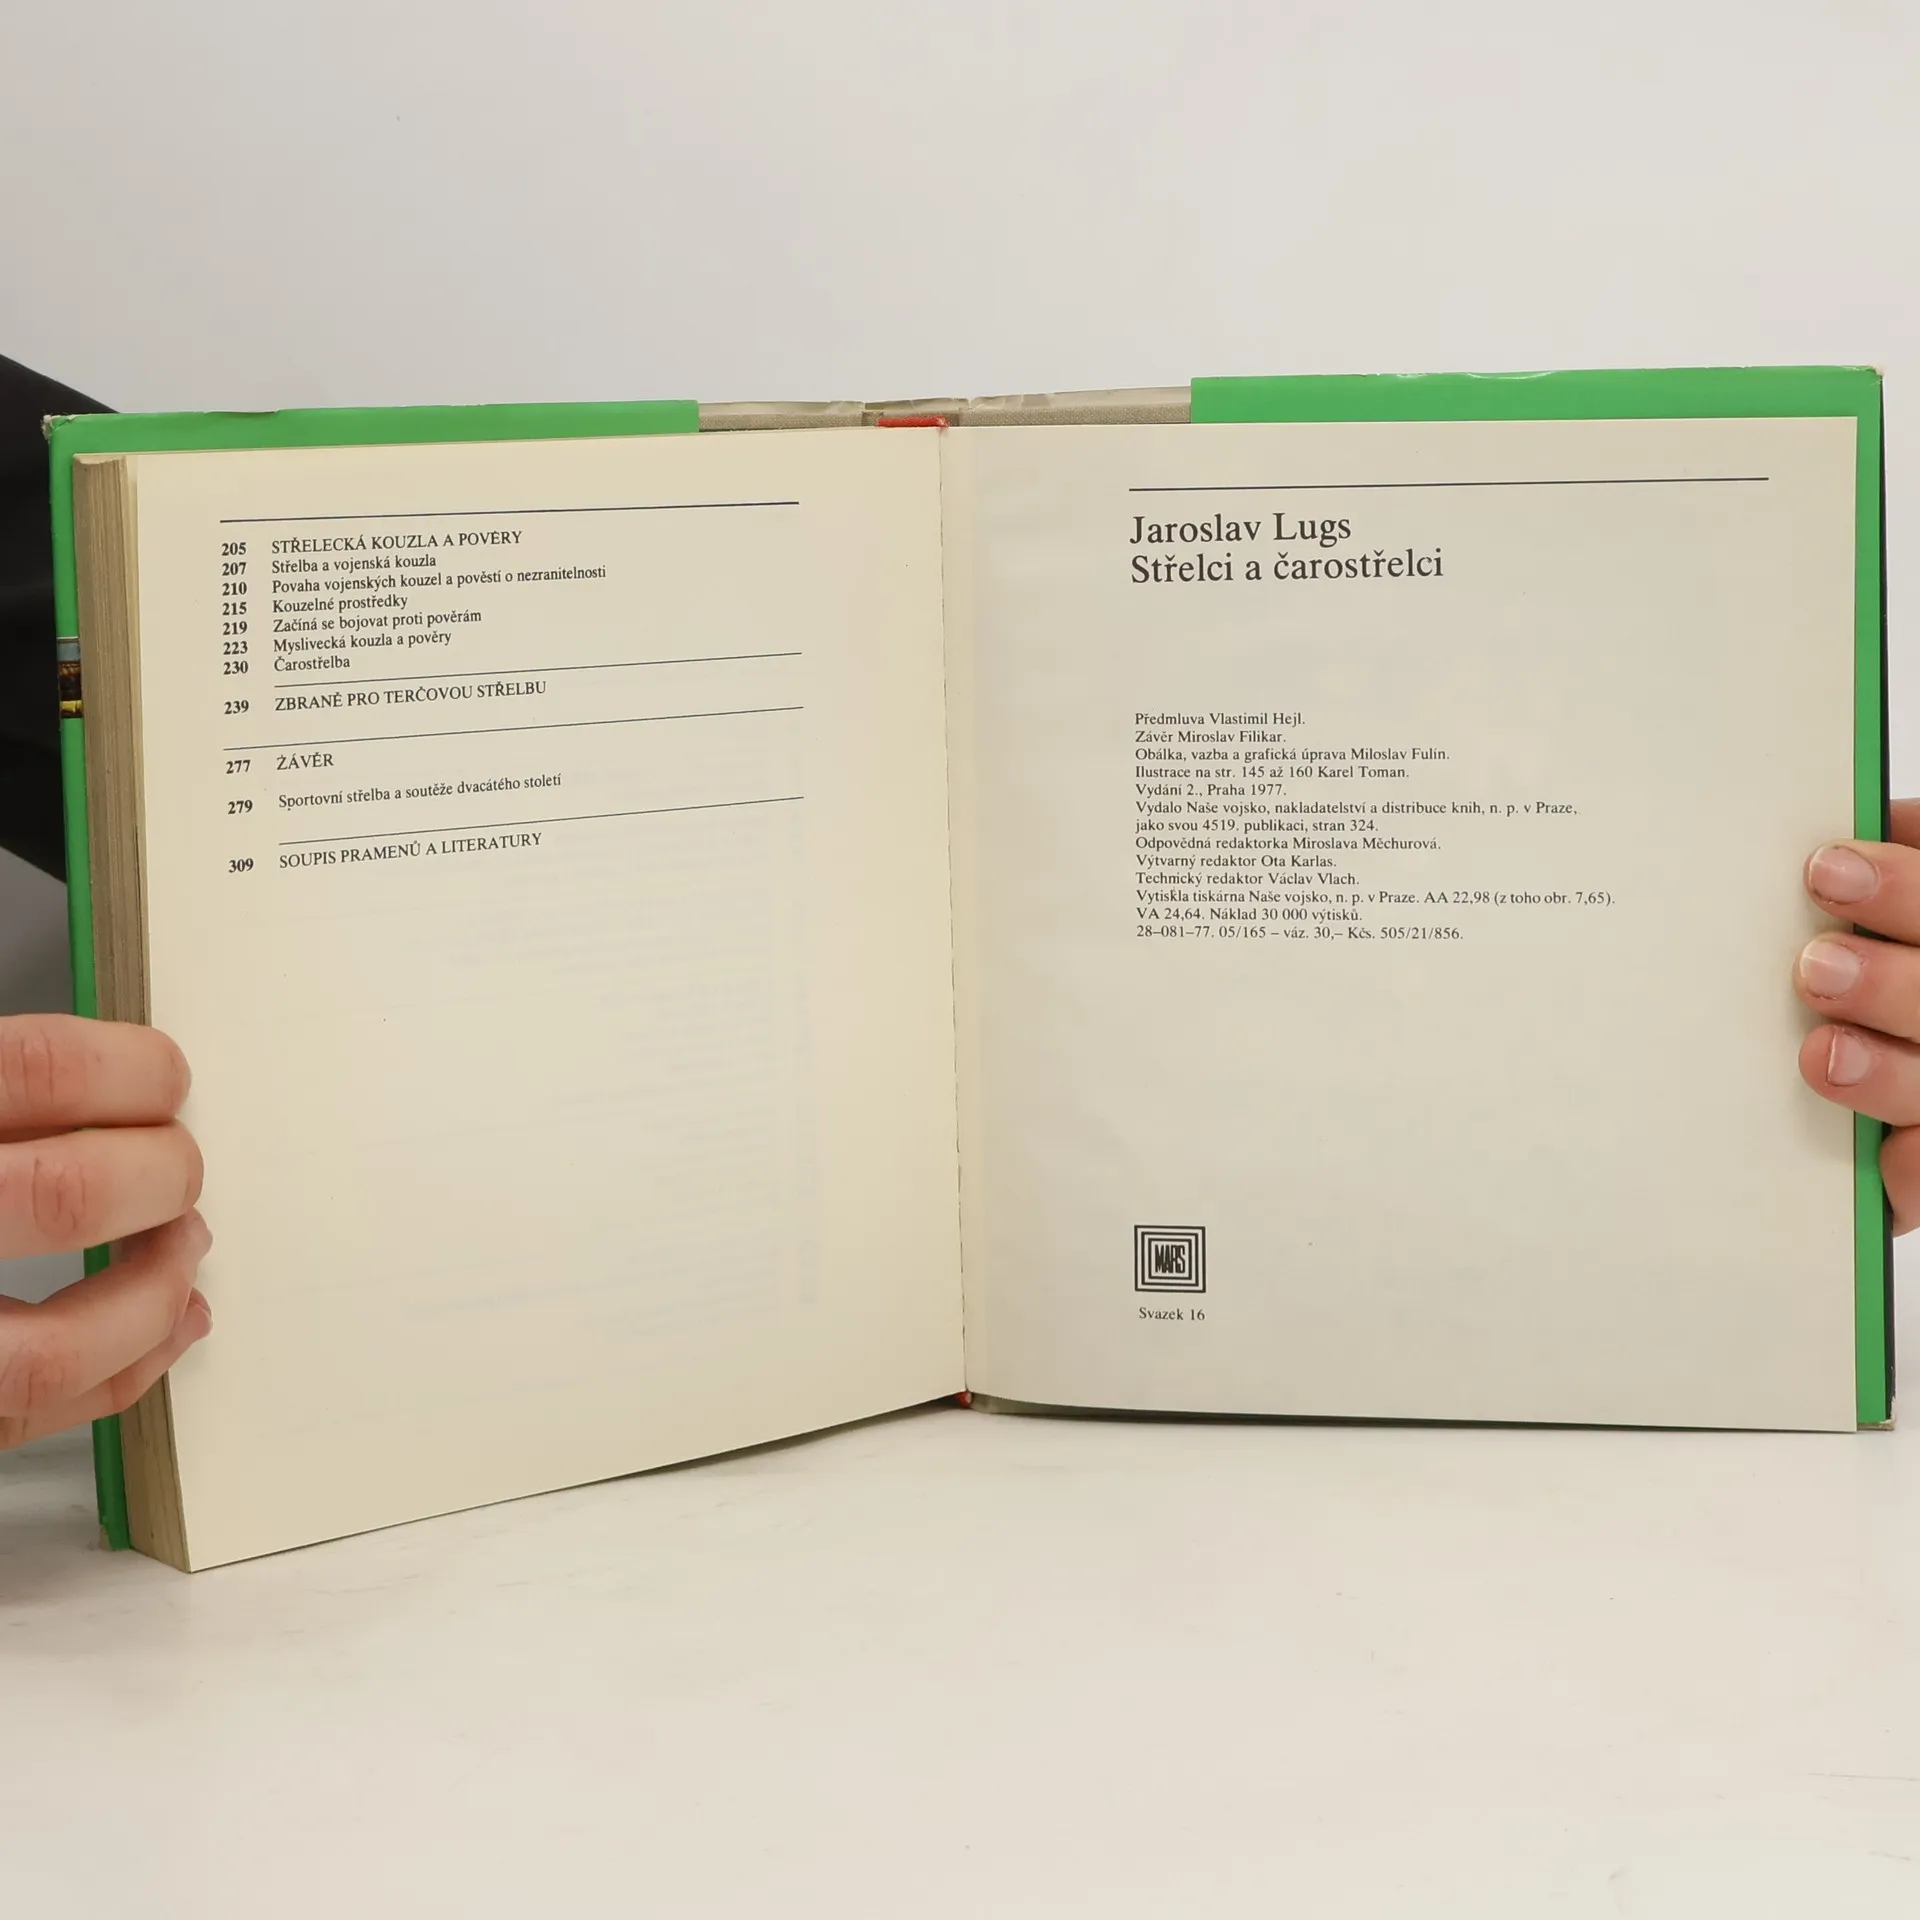 205 STŘELECKÁ KOUZLA A POVĚRY
207 Střelba a vojenská kouzla
210 Povaha vojenských kouzel a pověstí o nezranitelnosti
215 Kouzelné prostředky
219 Začíná se bojovat proti pověrám
223 Myslivecká kouzla a pověry
230 Čarostřelba
239 ZBRANĚ PRO TERČOVOU STŘELBU
277 ZÁVĚR
279 Sportovní střelba a soutěže dvacátého století
309 SOUPIS PRAMENŮ A LITERATURY
Jaroslav Lugs
Střelci a čarostřelci
Předmluva Vlastimil Hejl.
Závěr Miroslav Filikar.
Obálka, vazba a grafická úprava Miloslav Fulín.
Ilustrace na str. 145 až 160 Karel Toman.
Vydání 2., Praha 1977.
Vydalo Naše vojsko, nakladatelství a distribuce knih, n. p. v Praze,
jako svou 4519. publikaci, stran 324.
Odpovědná redaktorka Miroslava Měchurová.
Výtvarný redaktor Ota Karlas.
Technický redaktor Václav Vlach.
Vytiskla tiskárna Naše vojsko, n. p. v Praze. AA 22,98 (z toho obr. 7,65).
VA 24,64. Náklad 30 000 výtisků.
28–081–77. 05/165 – váz. 30,– Kčs. 505/21/856.
MARS
Svazek 16